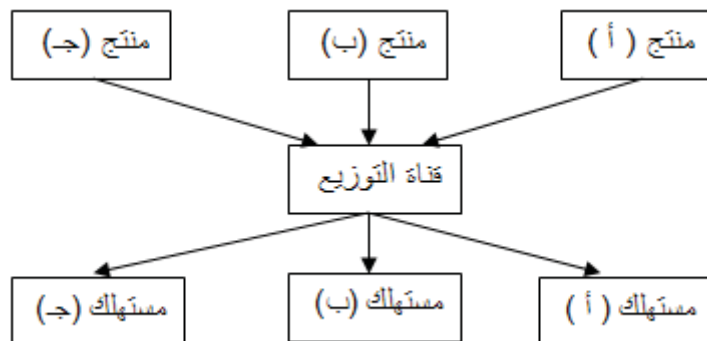 منتج ( أ )
منتج (ب)
منتج (جـ)
قناة التوزيع
مستهلك ( أ )
مستهلك (ب)
مستهلك (جـ)